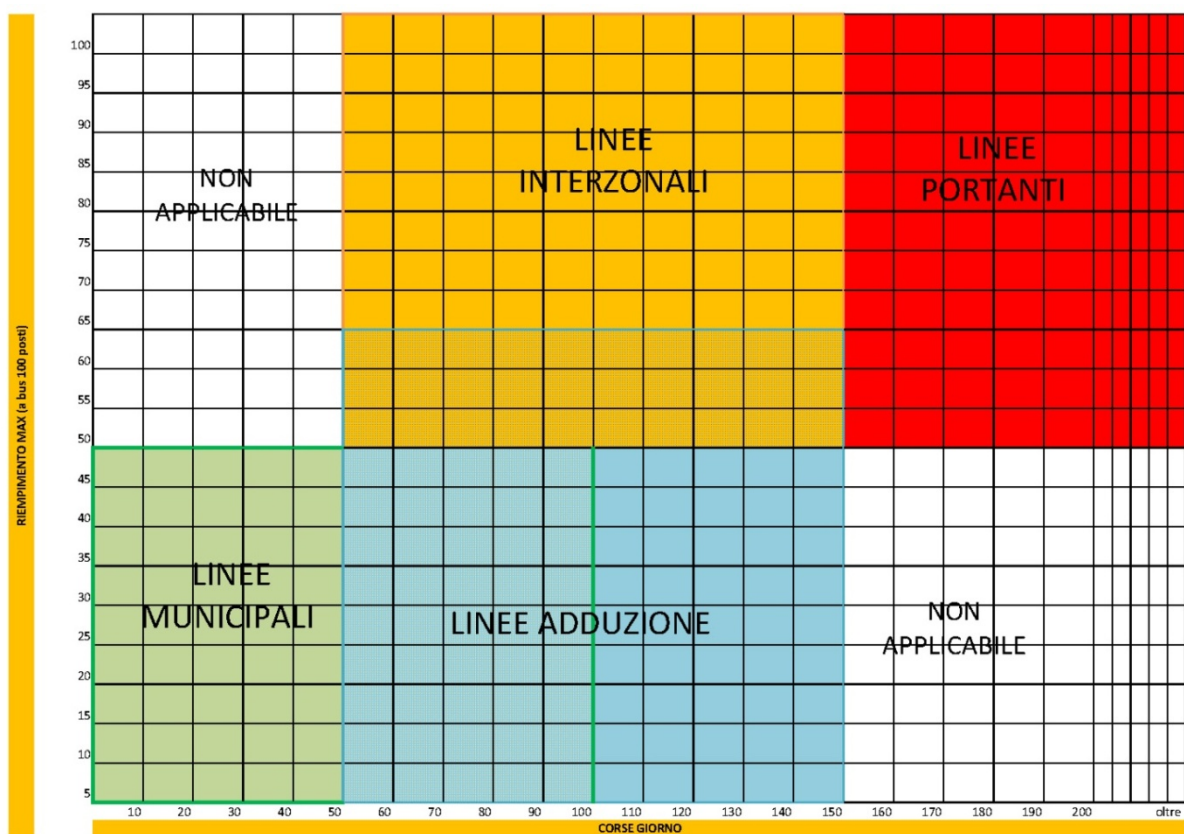 RIEMPIMENTO MAX (a bus 100 posti)
100
95
90
85
80
75
70
65
60
55
50
45
40
35
30
25
20
15
10
5
NON
APPLICABILE
LINEE
INTERZONALI
LINEE
PORTANTI
LINEE
MUNICIPALI
LINEE ADDUZIONE
NON
APPLICABILE
10 20 30 40 50 60 70 80 90 100 110 120 130 140 150 160 170 180 190 200 oltre
CORSE GIORNO